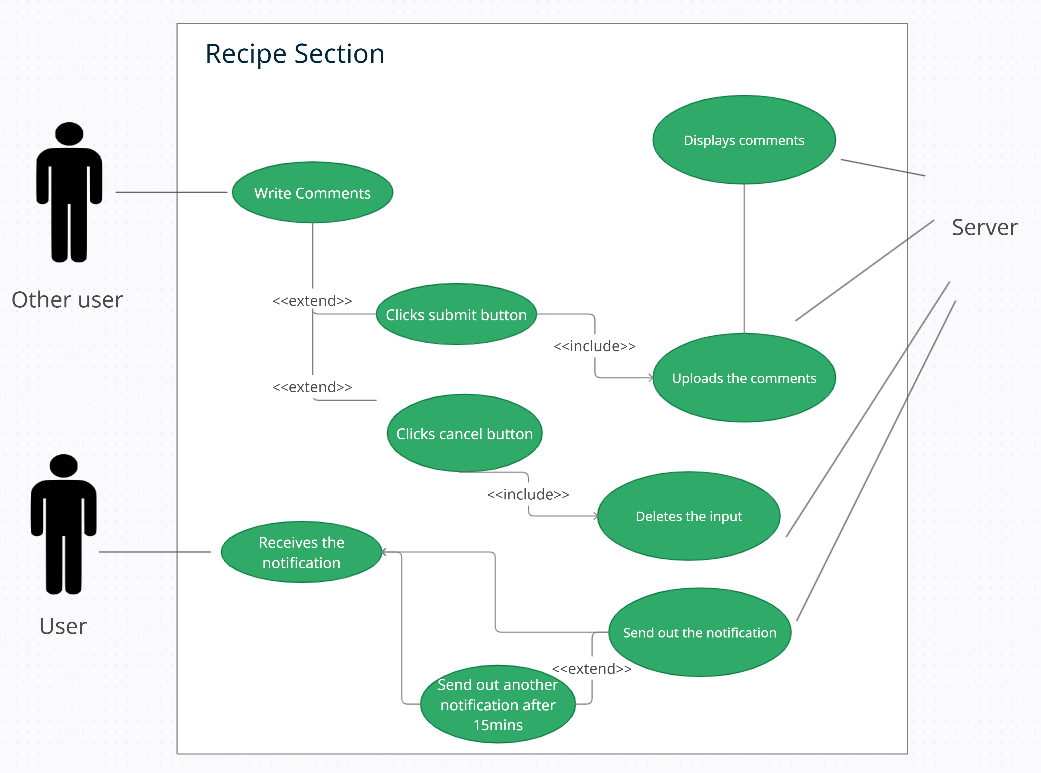 Recipe Section
Displays comments
Write Comments
Server
Other user
<<extend>>
Clicks submit button
<<include>>
Uploads the comments
<<extend>>
Clicks cancel button
<<include>>
Deletes the input
Receives the
notification
User
Send out the notification
<<extend>>
Send out another
notification after
15mins